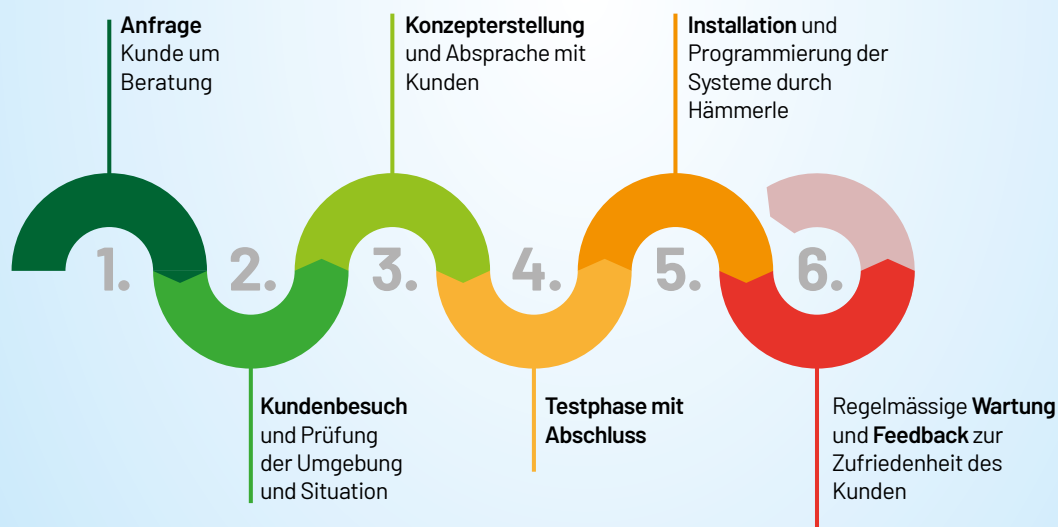 Anfrage
Kunde um
Beratung
Konzepterstellung
und Absprache mit
Kunden
Installation und
Programmierung der
Systeme durch
Hämmerle
1.
2.
3.
4.
5.
6.
Kundenbesuch
und Prüfung
der Umgebung
und Situation
Testphase mit
Abschluss
Regelmässige Wartung
und Feedback zur
Zufriedenheit des
Kunden